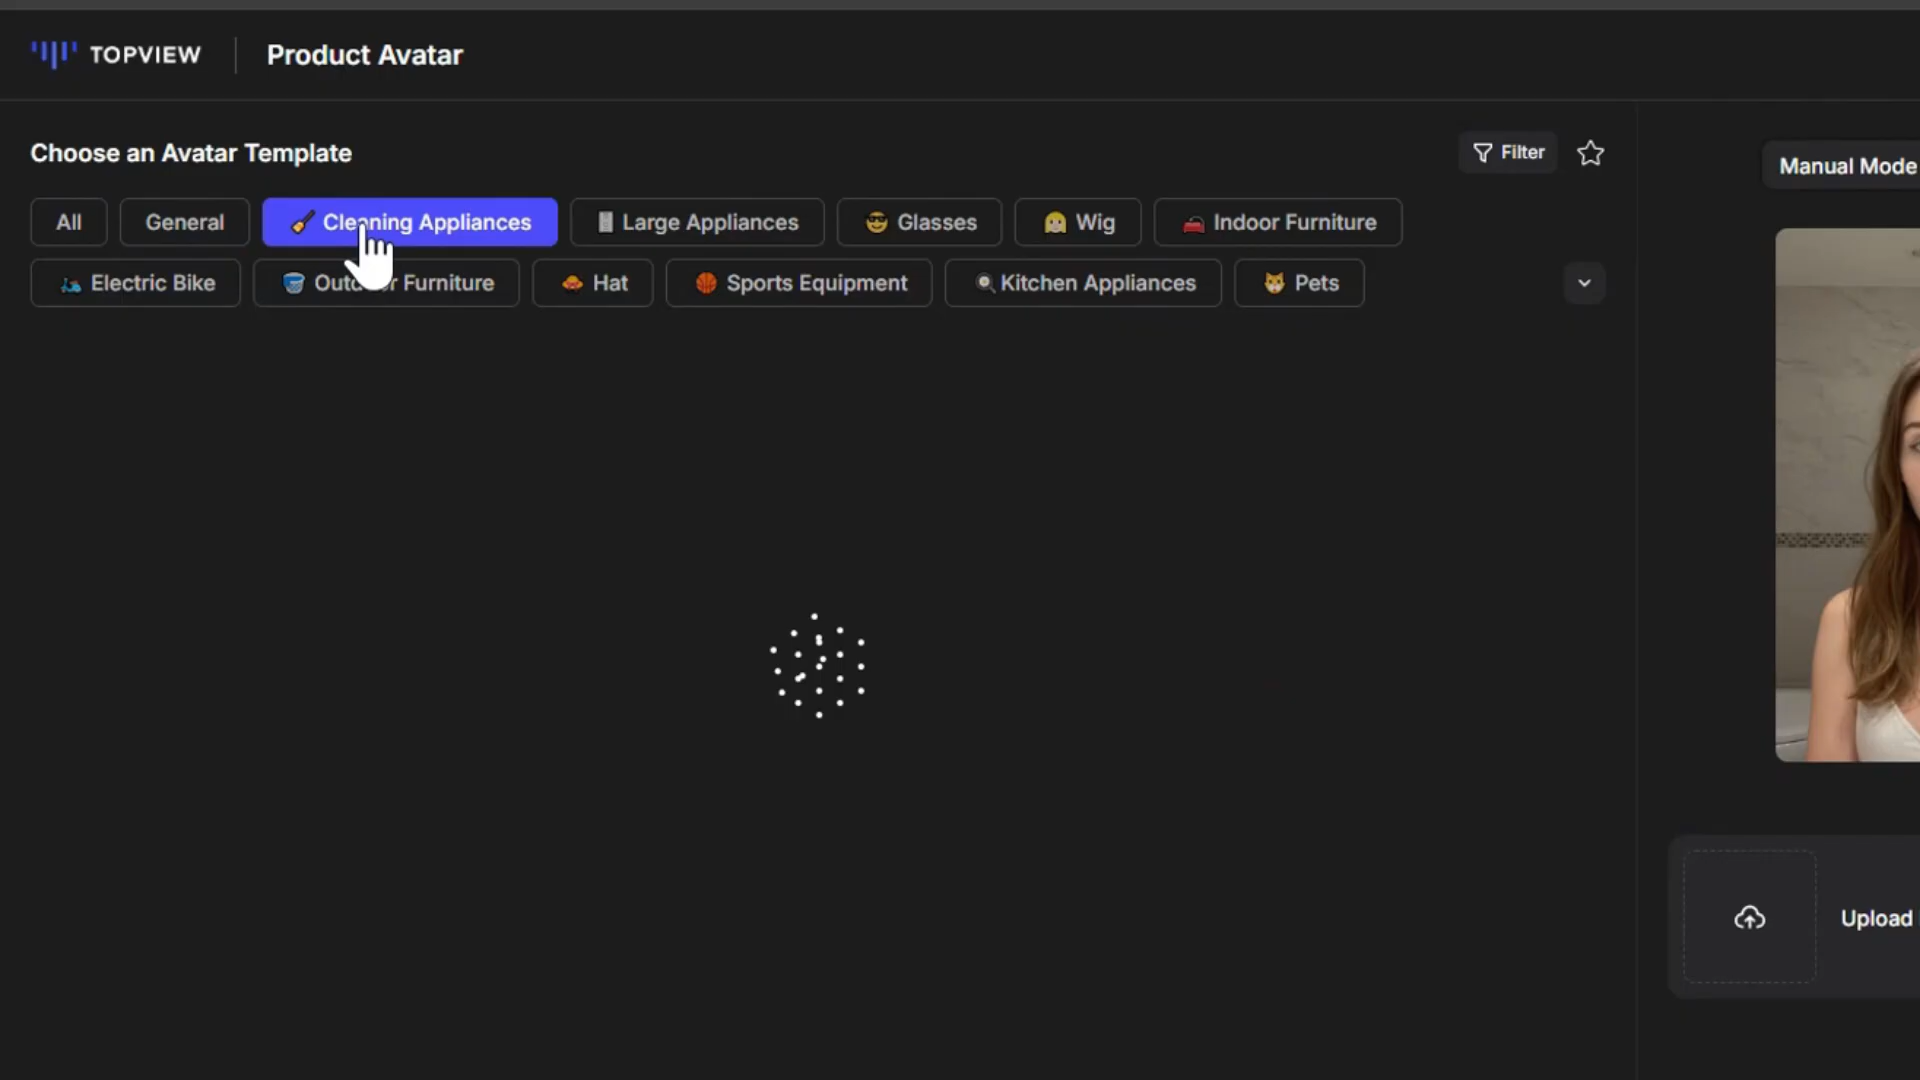 TOPVIEW
Product Avatar
Choose an Avatar Template
Filter
Manual Mode
All
General
Cleaning Appliances
Large Appliances
Glasses
Wig
Indoor Furniture
Electric Bike
Outdoor Furniture
Hat
Sports Equipment
Kitchen Appliances
Pets
Upload